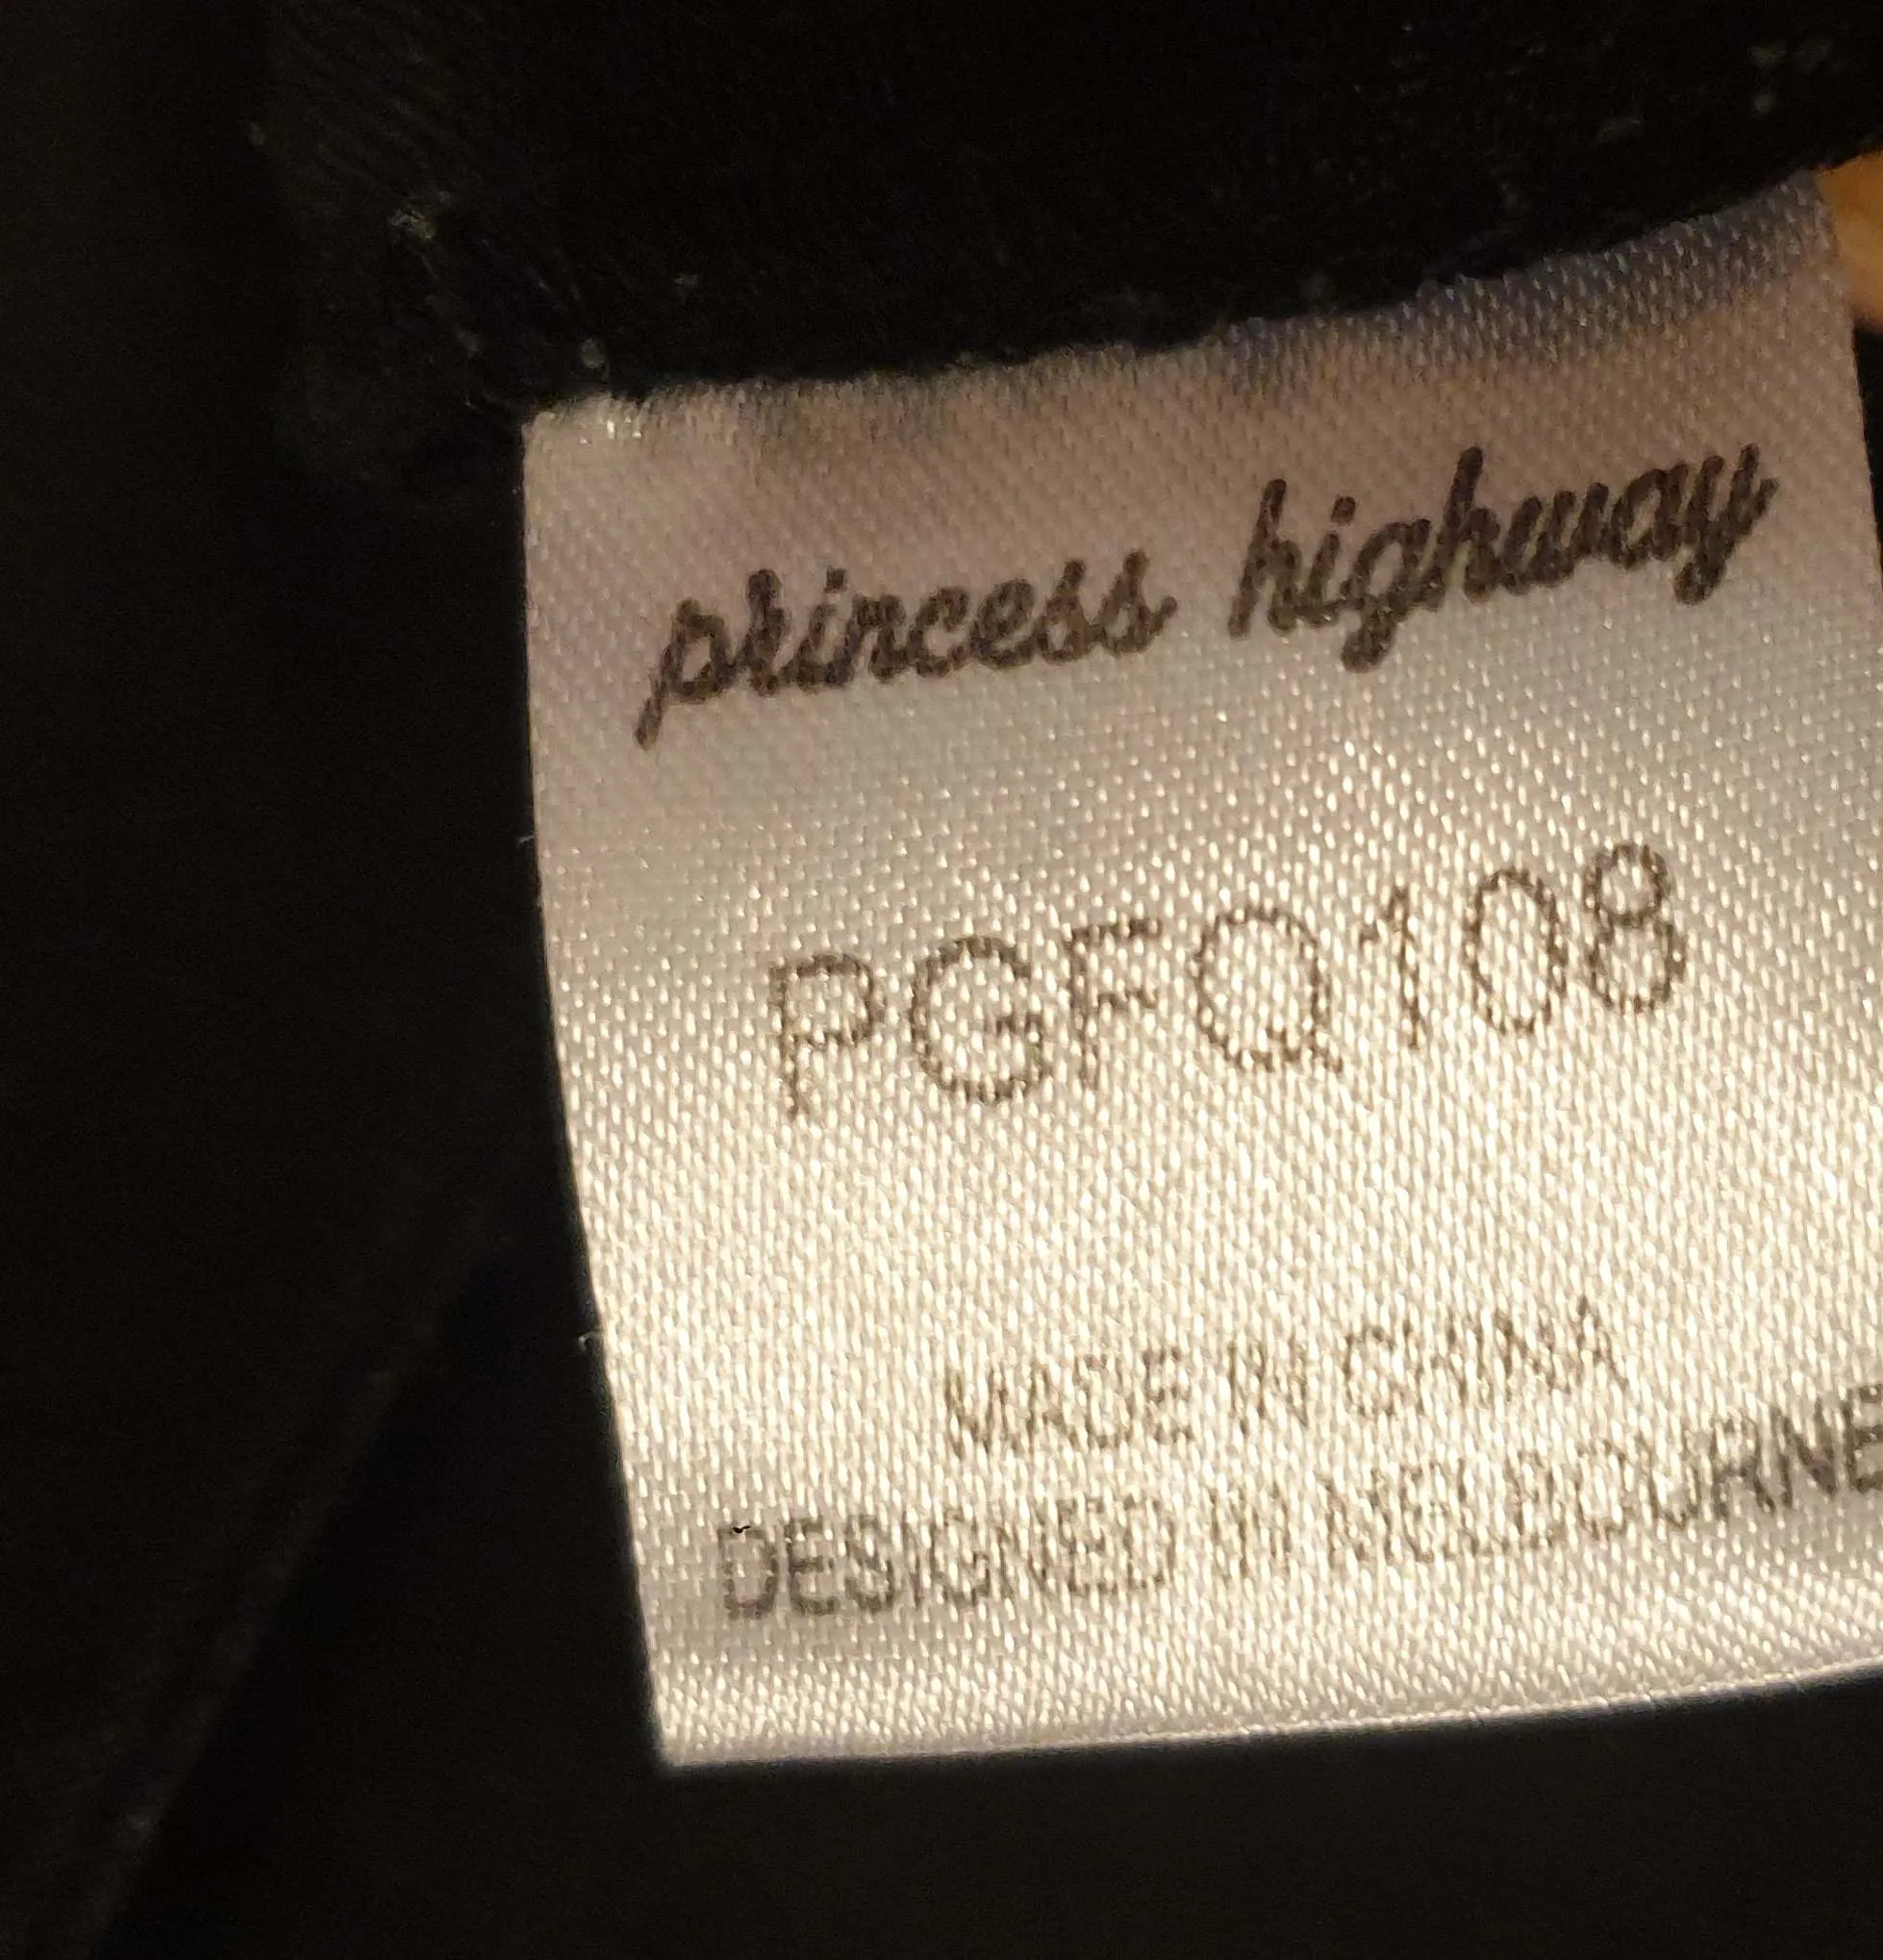 princess highway
PGFQ108
MADE IN CHINA
DESIGNED IN MELBOURNE